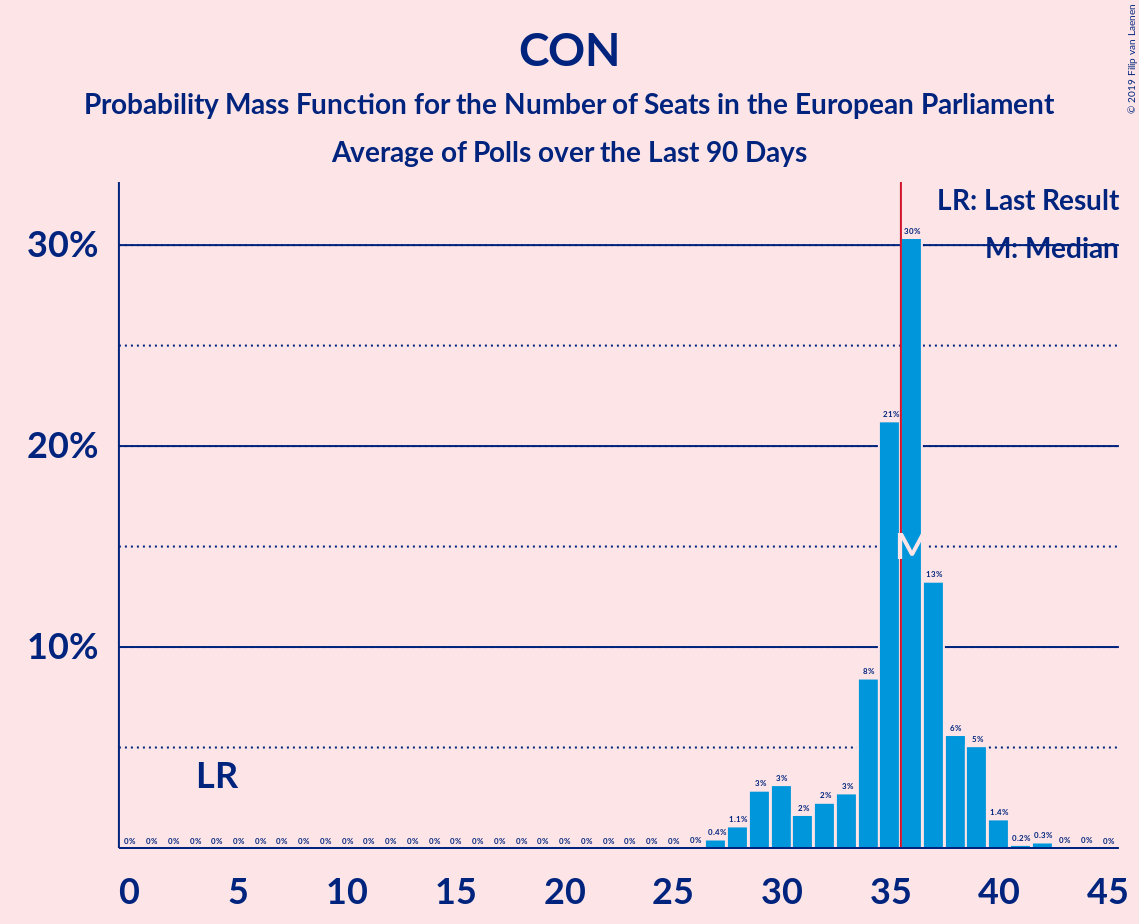 CON
Probability Mass Function for the Number of Seats in the European Parliament
Average of Polls over the Last 90 Days
© 2019 Filip van Laenen
LR: Last Result
M: Median
30%
20%
10%
LR
M
0% 0% 0% 0% 0% 0% 0% 0% 0% 0% 0% 0% 0% 0% 0% 0% 0% 0% 0% 0% 0% 0% 0% 0% 0% 0% 0% 0.4% 1.1% 3% 3% 2% 2% 3% 8% 21% 30% 13% 6% 5% 1.4% 0.2% 0.3% 0% 0% 0%
0 5 10 15 20 25 30 35 40 45